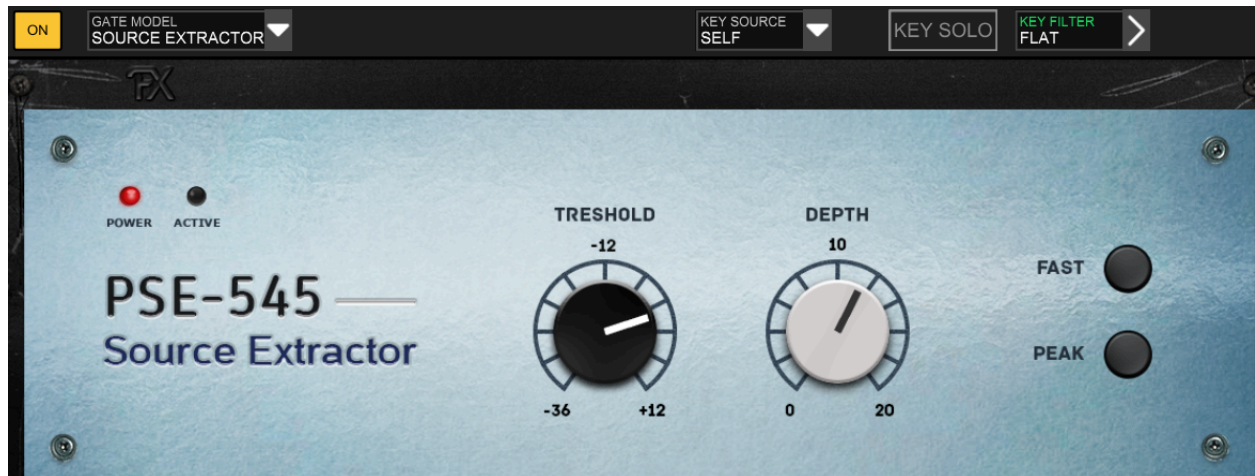 ON
GATE MODEL
SOURCE EXTRACTOR
KEY SOURCE
SELF
KEY SOLO
KEY FILTER
FLAT
FX
POWER
ACTIVE
PSE-545
Source Extractor
TRESHOLD
-12
-36
+12
DEPTH
10
0
20
FAST
PEAK